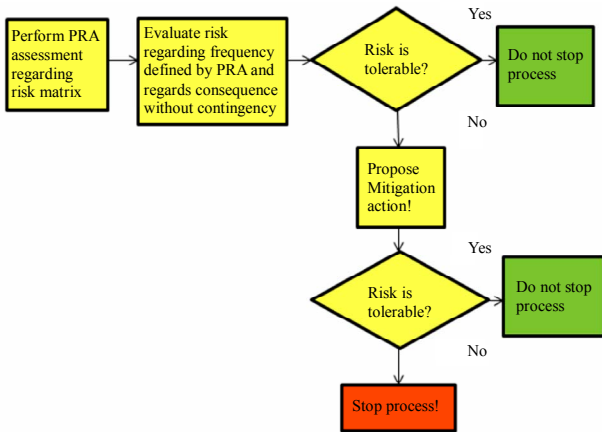 Perform PRA
assessment
regarding
risk matrix
Evaluate risk
regarding frequency
defined by PRA and
regards consequence
without contingency
Risk is
tolerable?
Yes
Do not stop
process
No
Propose
Mitigation
action!
Risk is
tolerable?
Yes
Do not stop
process
No
Stop process!